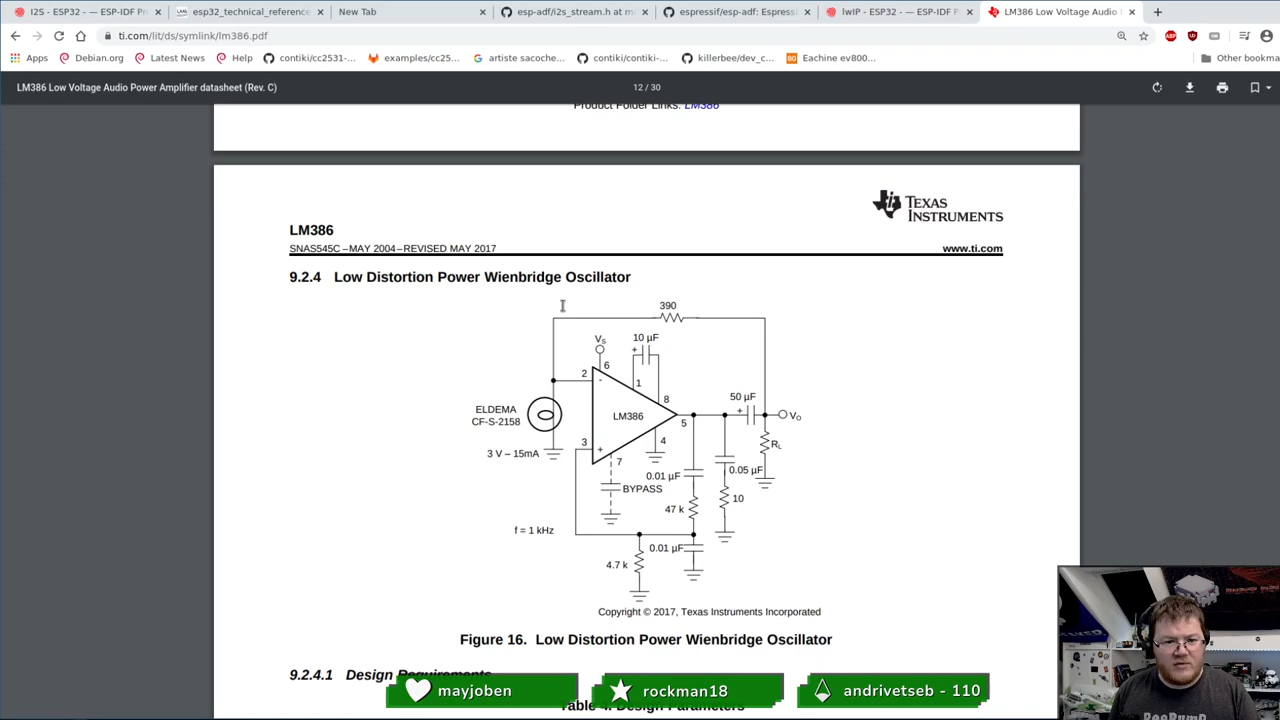 I2S - ESP32 - — ESP-IDF Pr
esp32_technical_reference
New Tab
esp-adf/i2s_stream.h at m
espressif/esp-adf: Espress
lwIP - ESP32 - — ESP-IDF P
LM386 Low Voltage Audio
ti.com/lit/ds/symlink/lm386.pdf
ABP
Apps
Debian.org
Latest News
Help
contiki/cc2531-...
examples/cc25...
artiste sacoche...
contiki/contiki-...
killerbee/dev_c...
BG
Eachine ev800...
Other bookma
LM386 Low Voltage Audio Power Amplifier datasheet (Rev. C)
12 / 30
Product Folder Links: LM386
TEXAS
INSTRUMENTS
LM386
SNAS545C – MAY 2004 – REVISED MAY 2017
www.ti.com
9.2.4 Low Distortion Power Wienbridge Oscillator
390
VS
10 µF
+
6
2
-
1
8
ELDEMA
CF-S-2158
LM386
50 µF
+
VO
5
3
+
4
RL
3 V – 15mA
7
0.01 µF
0.05 µF
BYPASS
10
47 k
f = 1 kHz
0.01 µF
4.7 k
Copyright © 2017, Texas Instruments Incorporated
Figure 16. Low Distortion Power Wienbridge Oscillator
9.2.4.1 Design Requirements
Table 4. Design Parameters
mayjoben
rockman18
andrivetseb - 110